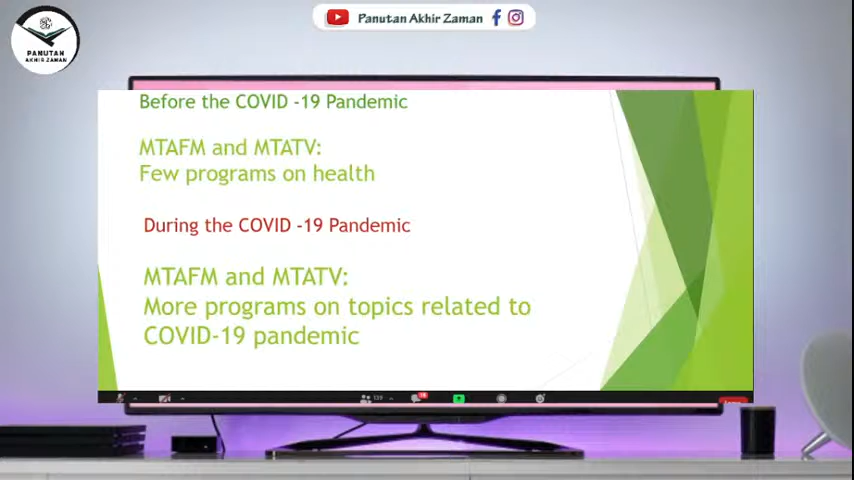 PANUTAN
AKHIR ZAMAN
Panutan Akhir Zaman
Before the COVID -19 Pandemic
MTAFM and MTATV:
Few programs on health
During the COVID -19 Pandemic
MTAFM and MTATV:
More programs on topics related to
COVID-19 pandemic